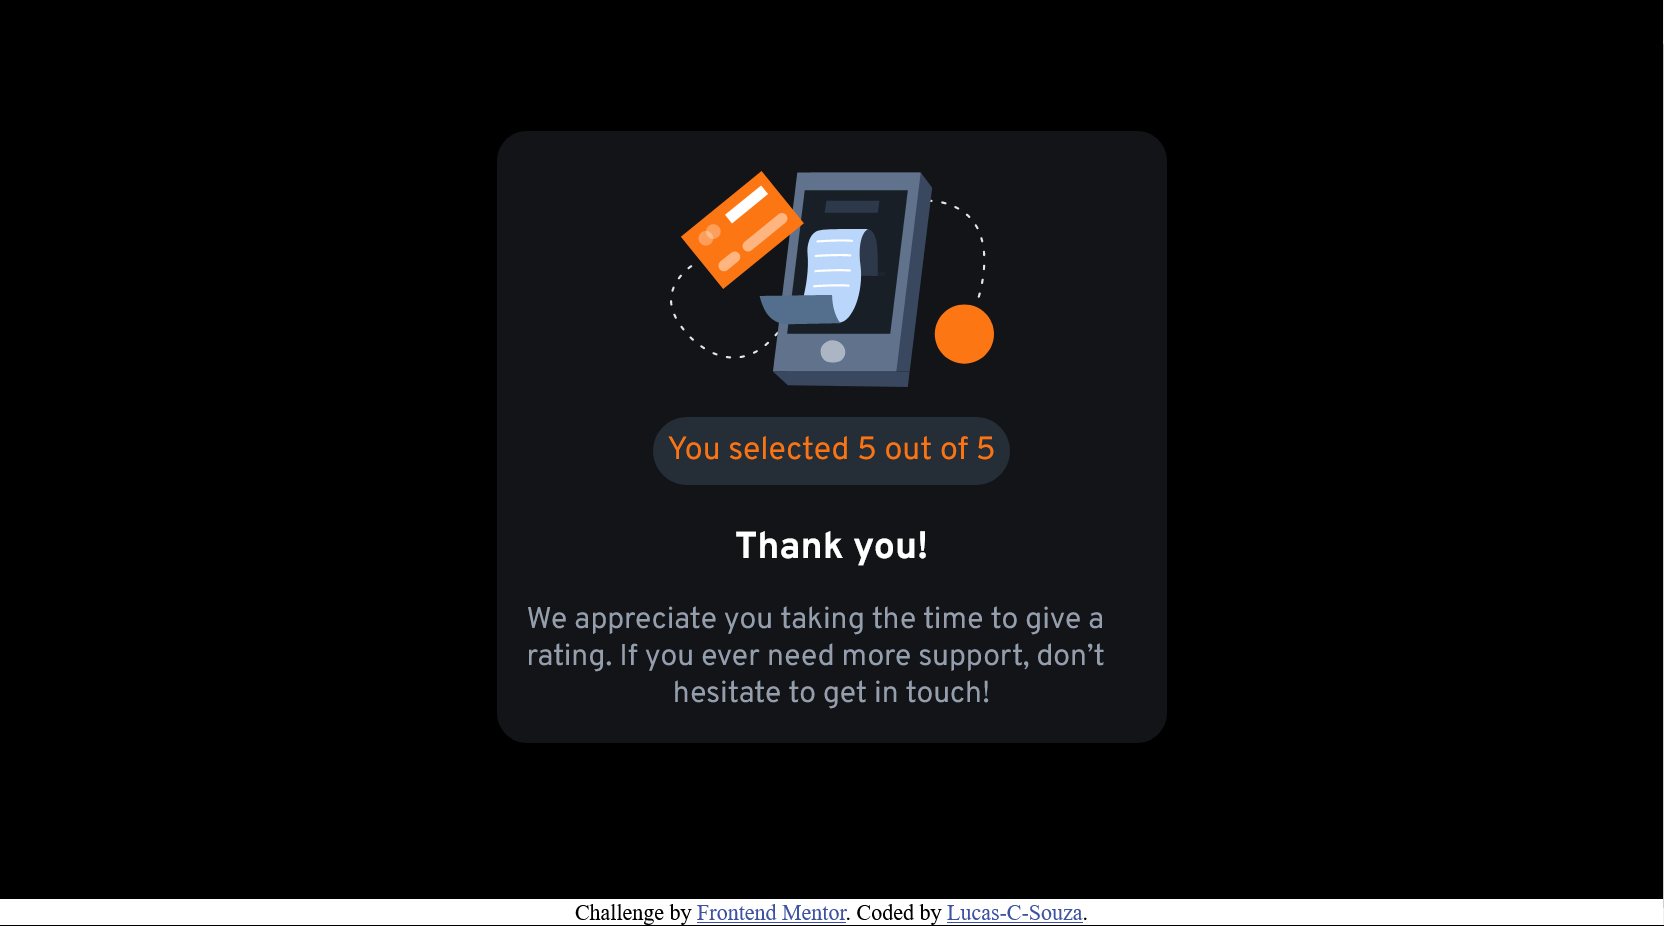 You selected 5 out of 5
Thank you!
We appreciate you taking the time to give a
rating. If you ever need more support, don’t
hesitate to get in touch!
Challenge by Frontend Mentor. Coded by Lucas-C-Souza.